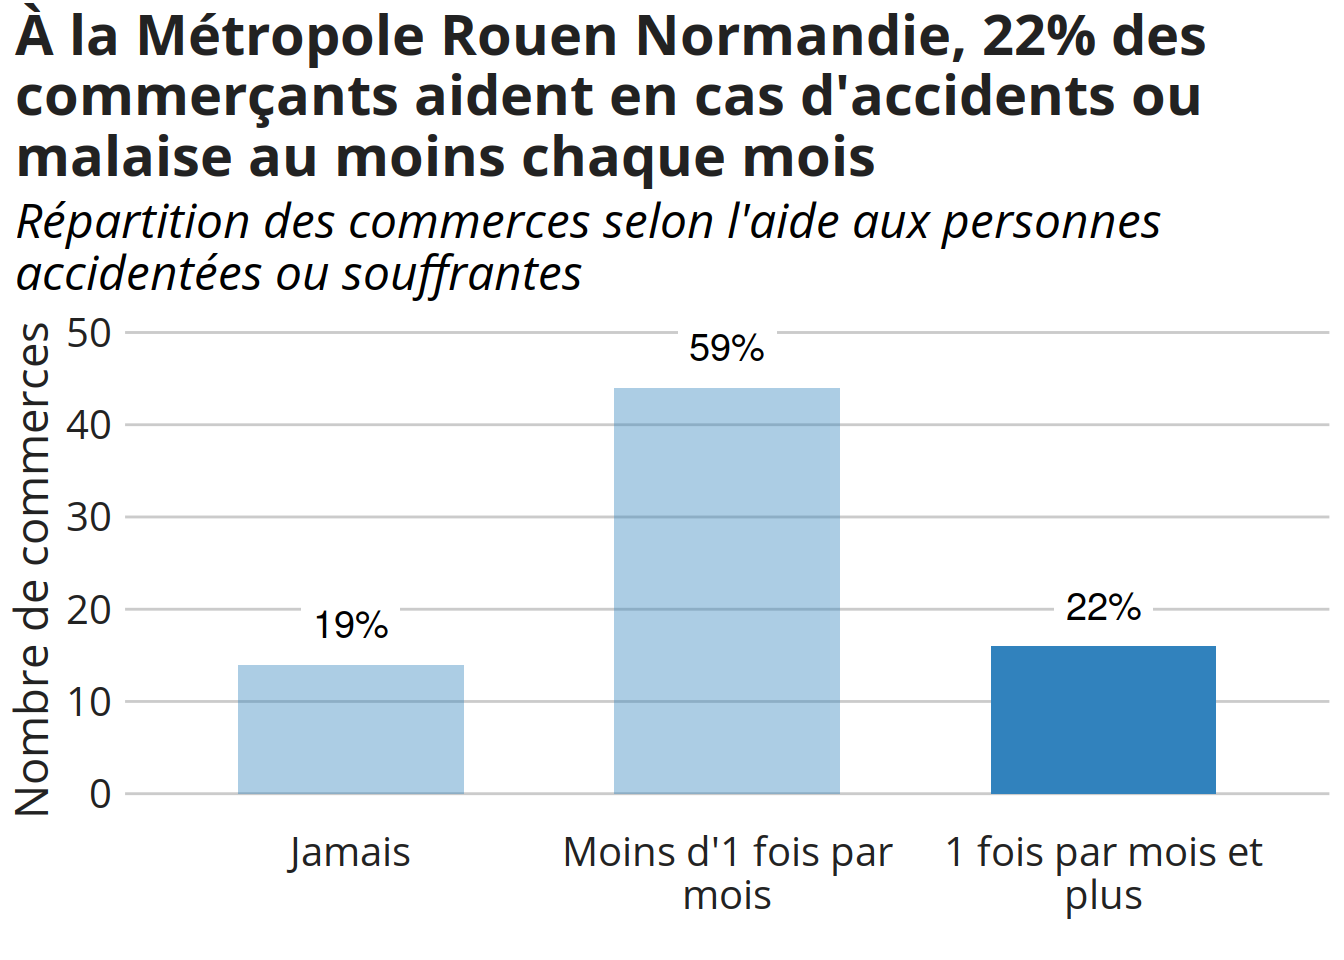 À la Métropole Rouen Normandie, 22% des
commerçants aident en cas d'accidents ou
malaise au moins chaque mois
Répartition des commerces selon l'aide aux personnes
accidentées ou souffrantes
Nombre de commerces
50
40
30
20
10
0
19%
59%
22%
Jamais
Moins d'1 fois par
mois
1 fois par mois et
plus